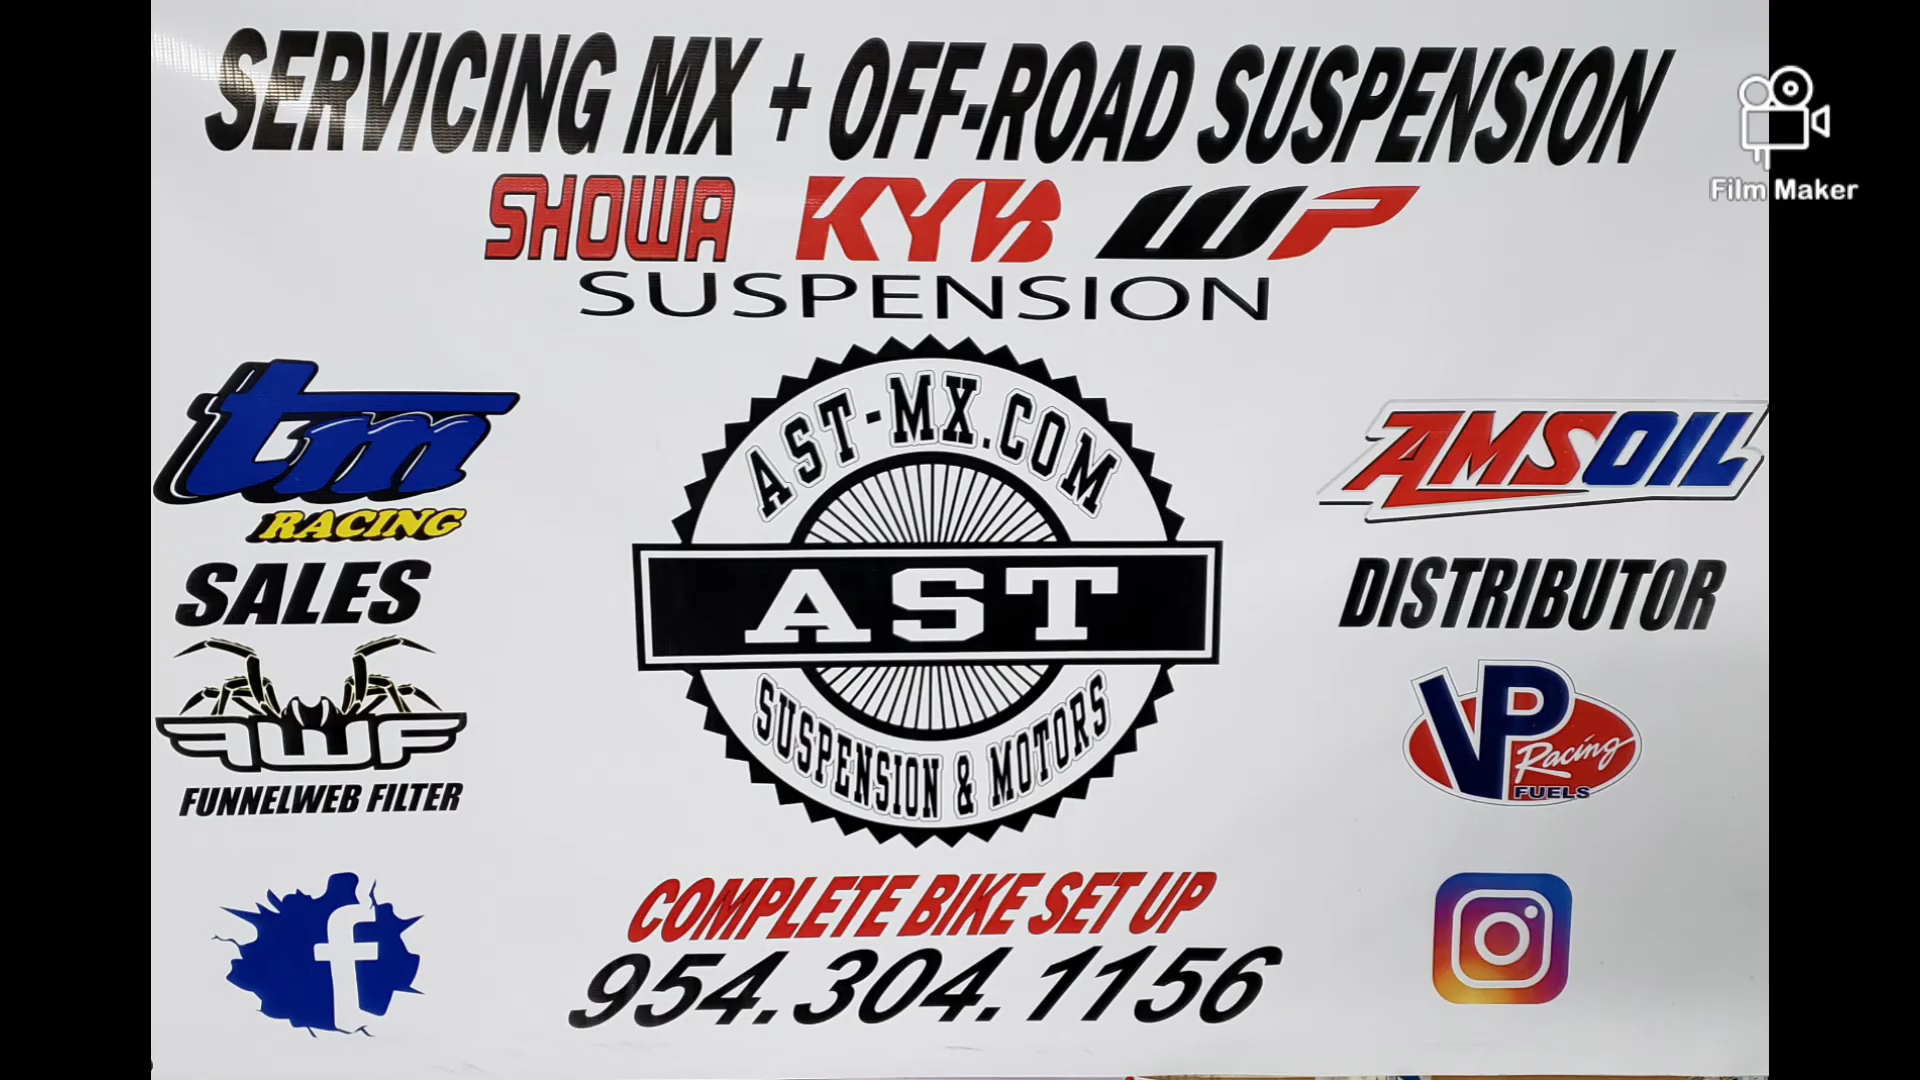 SERVICING MX + OFF-ROAD SUSPENSION
Film Maker
SHOWA KYB WP
SUSPENSION
tm
RACING
SALES
FWF
FUNNELWEB FILTER
AST-MX.COM
AST
SUSPENSION & MOTORS
AMSOIL
DISTRIBUTOR
VP
Racing
FUELS
f
COMPLETE BIKE SET UP
954.304.1156